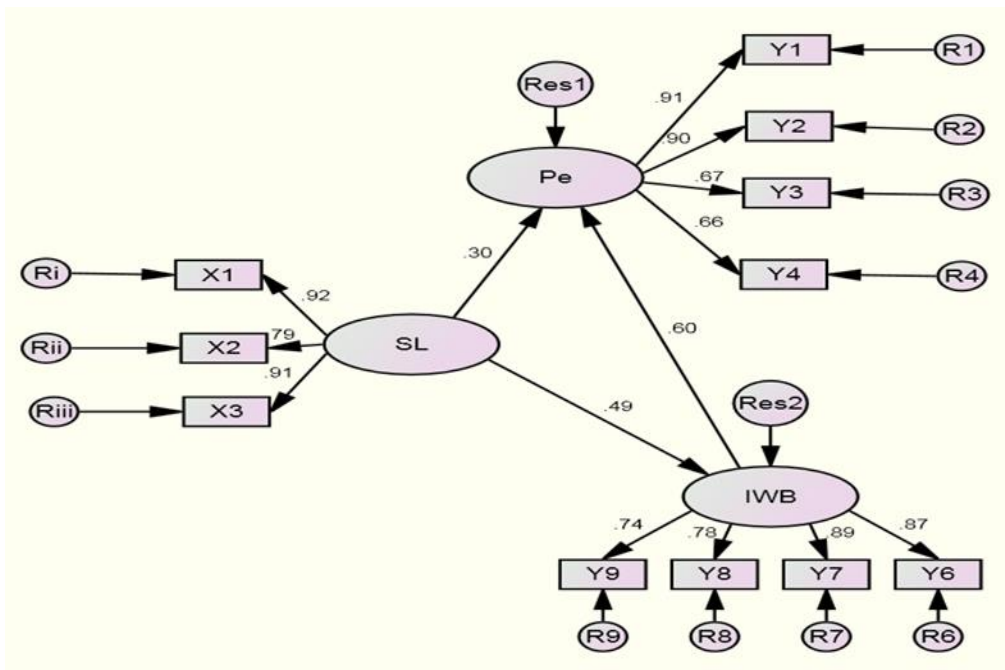 Y1
R1
Res1
.91
Y2
R2
.90
Pe
.67
Y3
R3
.66
.30
Y4
R4
Ri
X1
.92
.60
Rii
X2
.79
SL
.91
Riii
X3
.49
Res2
IWB
.74
.78
.89
.87
Y9
Y8
Y7
Y6
R9
R8
R7
R6